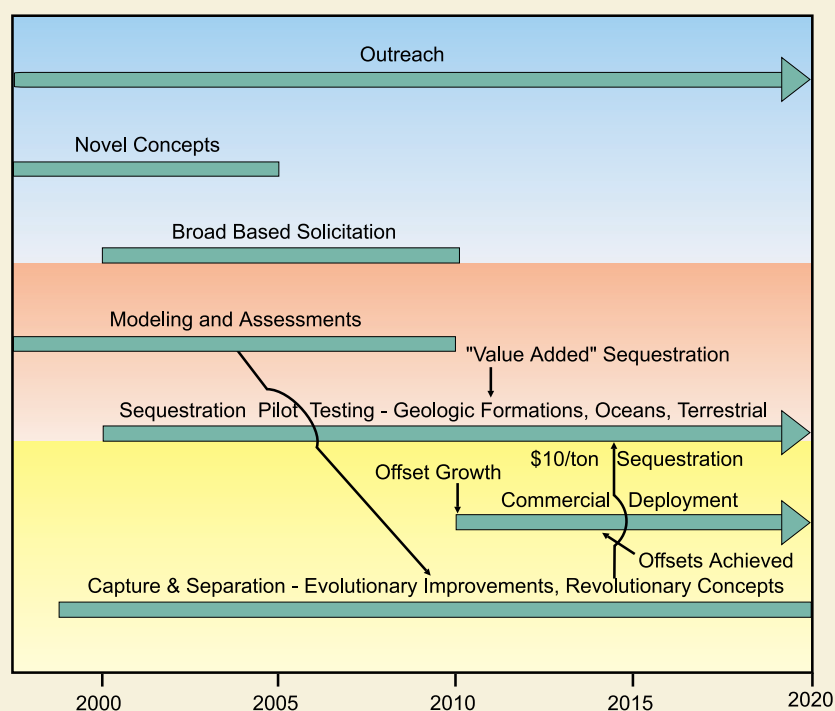 Outreach
Novel Concepts
Broad Based Solicitation
Modeling and Assessments
"Value Added" Sequestration
Sequestration Pilot Testing - Geologic Formations, Oceans, Terrestrial
$10/ton Sequestration
Offset Growth
Commercial Deployment
Offsets Achieved
Capture & Separation - Evolutionary Improvements, Revolutionary Concepts
2000 2005 2010 2015 2020